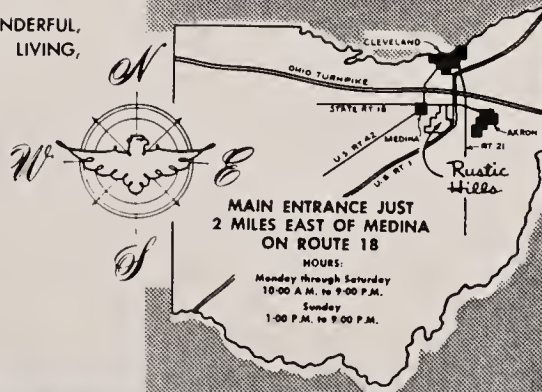 NDERFUL,
LIVING,
N
W
E
S
CLEVELAND
OHIO TURNPIKE
STATE RT 18
U S RT 42
MEDINA
AKRON
RT 21
U S RT 1
Rustic
Hills
MAIN ENTRANCE JUST
2 MILES EAST OF MEDINA
ON ROUTE 18
HOURS:
Monday through Saturday
10:00 A.M. to 9:00 P.M.
Sunday
1:00 P.M. to 9:00 P.M.